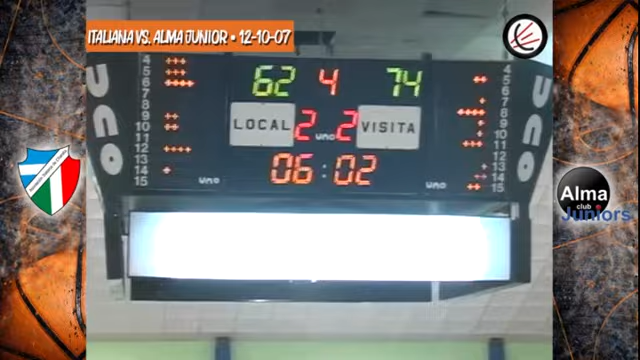 ITALIANA VS. ALMA JUNIOR • 12-10-07
62 4 74
LOCAL 2 uno 2 VISITA
06:02
uno uno
UNO
UNO
4
5
6
7
8
9
10
11
12
13
14
15
4
5
6
7
8
9
10
11
12
13
14
15
Alma
club
Juniors